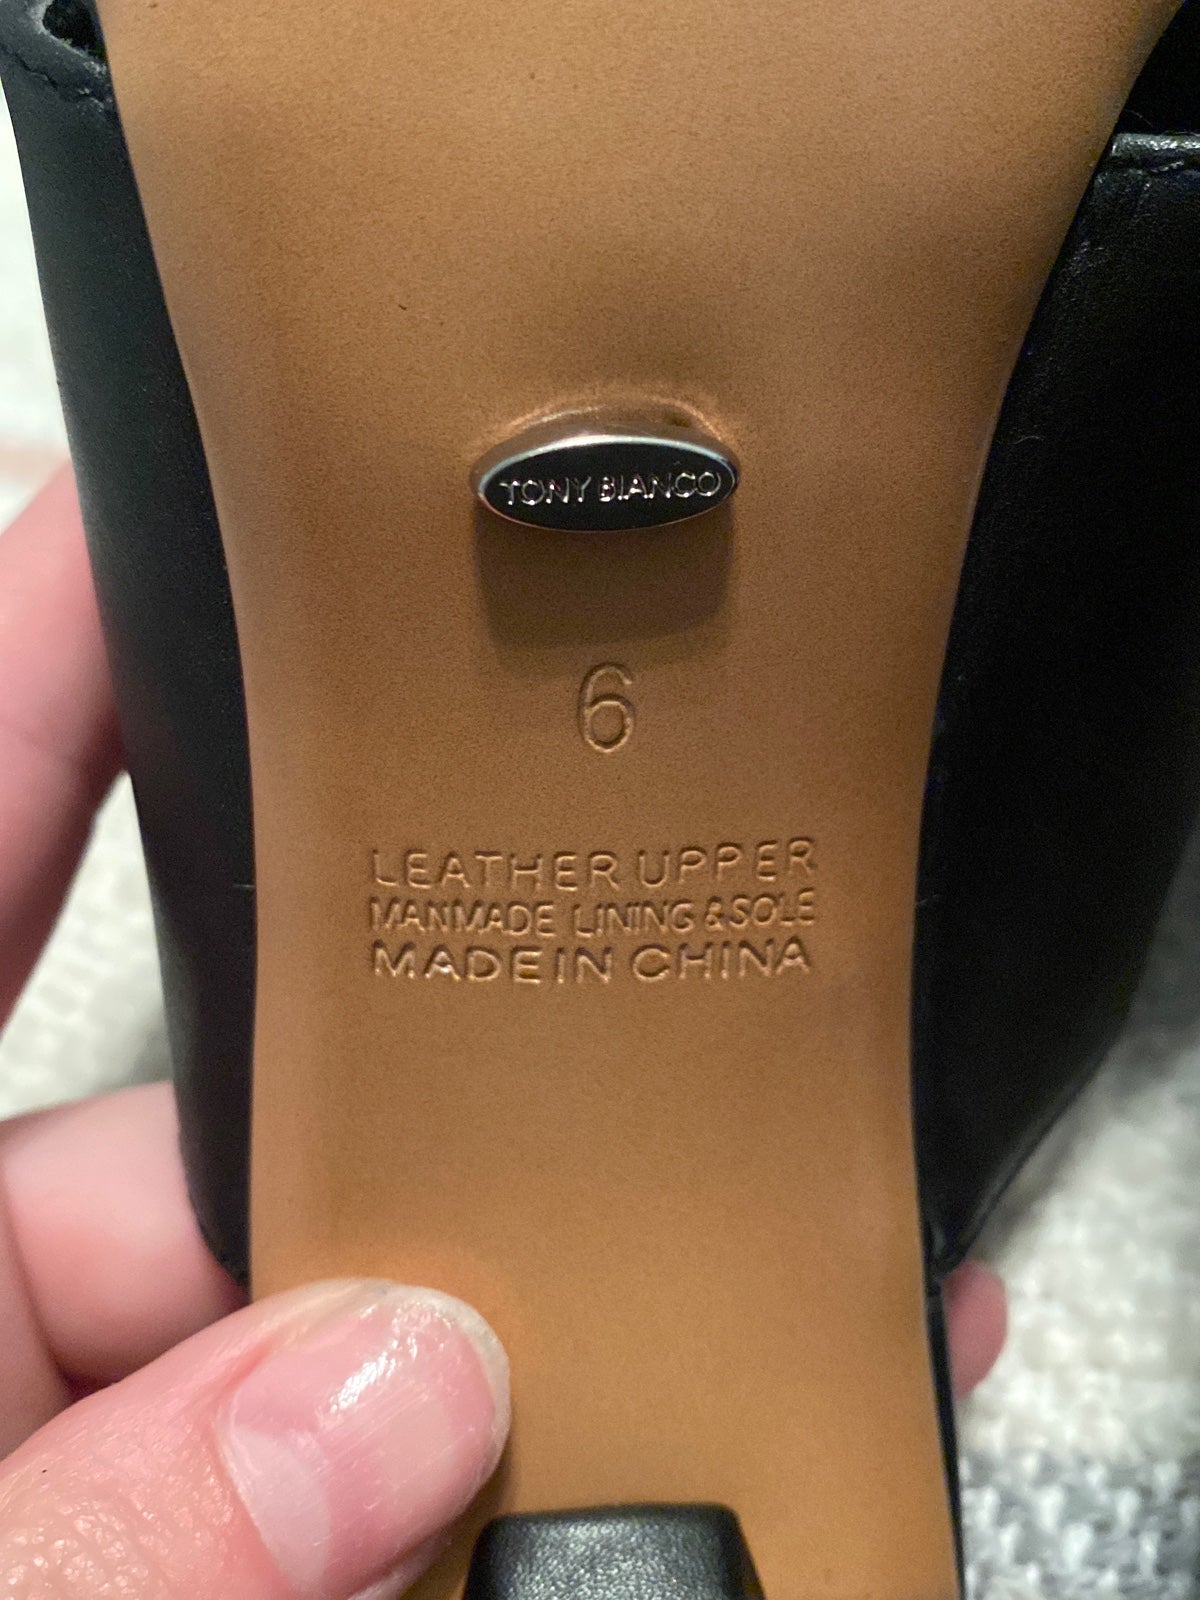 TONY BIANCO
6
LEATHER UPPER
MANMADE LINING & SOLE
MADE IN CHINA